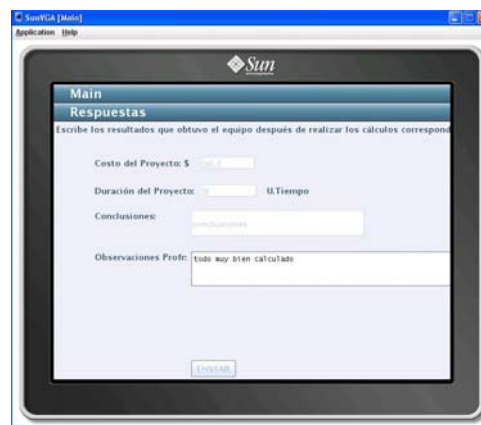 SunVGA [Main]
Application Help
Sun
Main
Respuestas
Escribe los resultados que obtuvo el equipo después de realizar los cálculos correspond
Costo del Proyecto: $
Duración del Proyecto: U.Tiempo
Conclusiones:
conclusiones
Observaciones Profr: todo muy bien calculado
ENVIAR